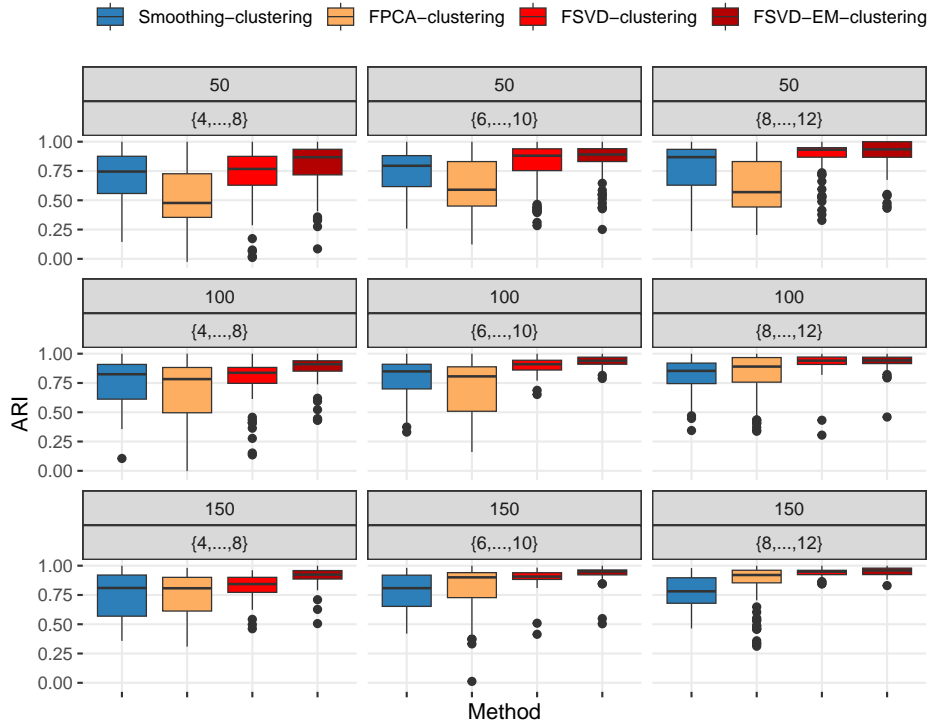 Smoothing−clustering FPCA−clustering FSVD−clustering FSVD−EM−clustering
50 50 50
{4,...,8} {6,...,10} {8,...,12}
1.00
0.75
0.50
0.25
0.00
100 100 100
{4,...,8} {6,...,10} {8,...,12}
1.00
0.75
0.50
0.25
0.00
ARI
150 150 150
{4,...,8} {6,...,10} {8,...,12}
1.00
0.75
0.50
0.25
0.00
Method